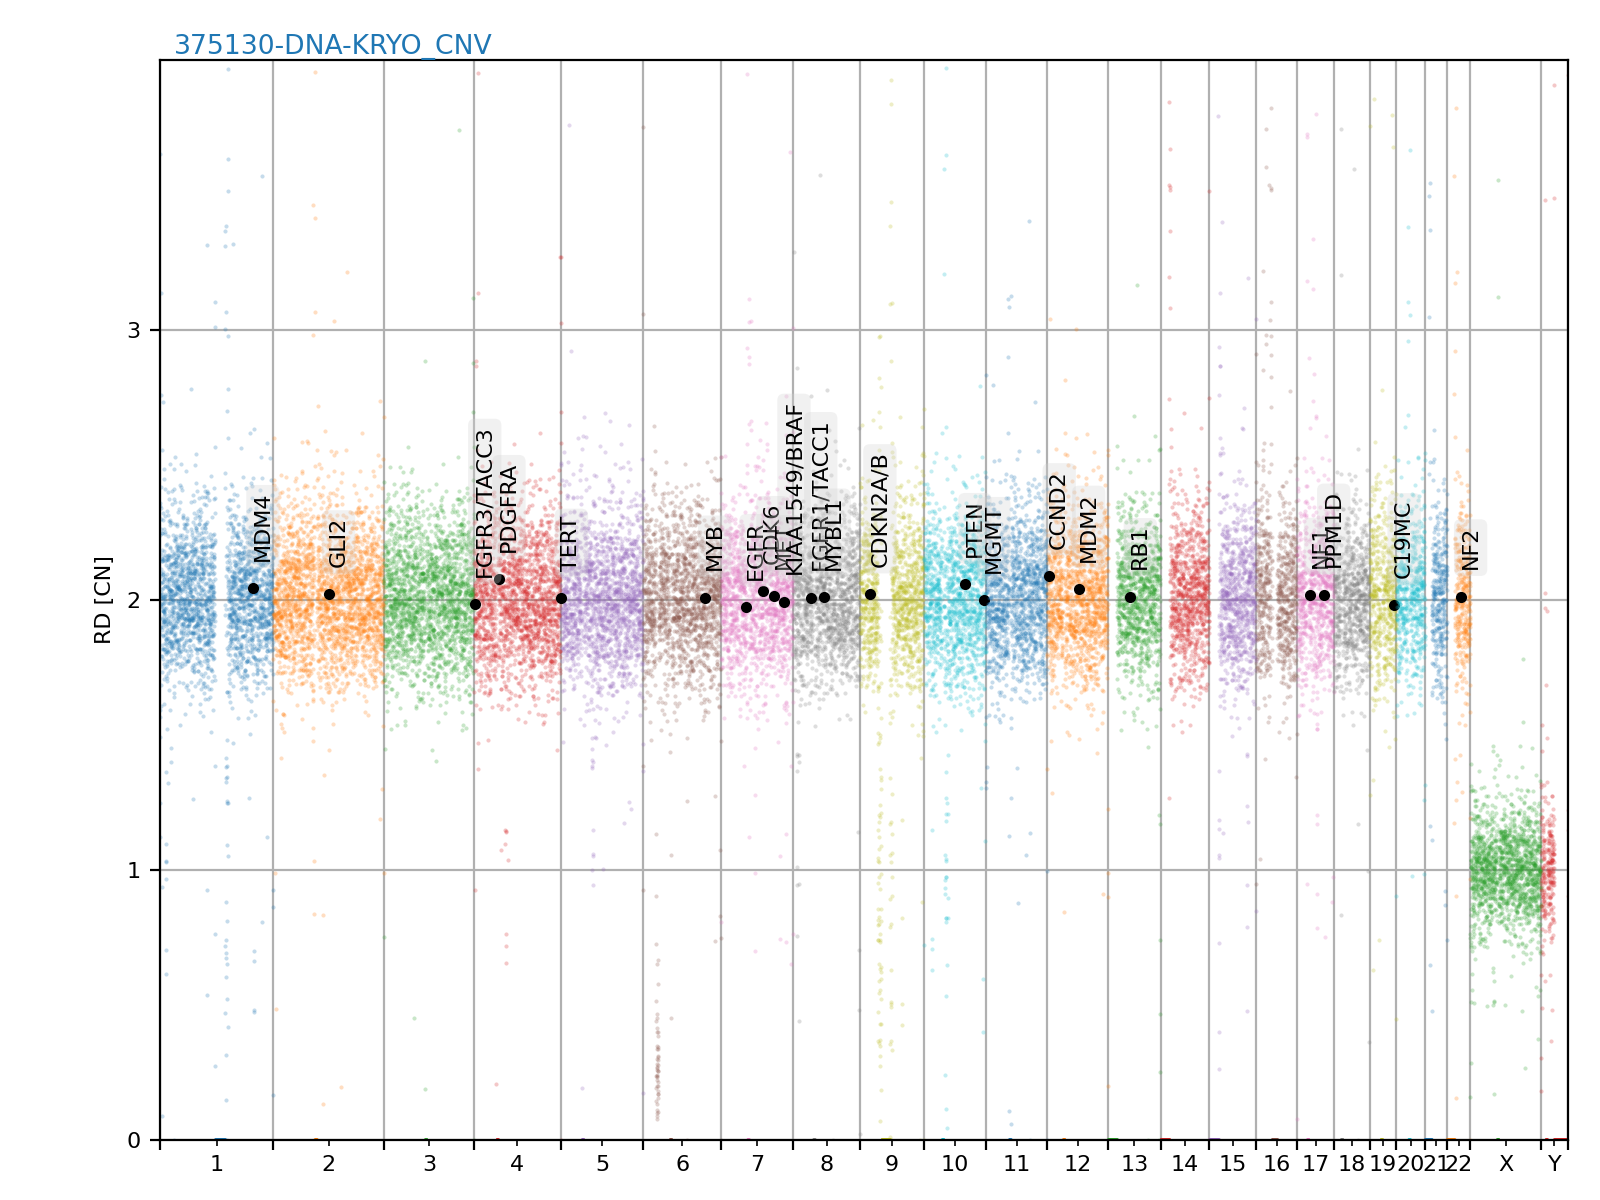 375130-DNA-KRYO_CNV
RD [CN]
3
2
1
0
MDM4
GLI2
FGFR3/TACC3
PDGFRA
TERT
MYB
EGFR
CDK6
MET
KIAA1549/BRAF
FGFR1/TACC1
MYBL1
CDKN2A/B
PTEN
MGMT
CCND2
MDM2
RB1
NF1
PPM1D
C19MC
NF2
1 2 3 4 5 6 7 8 9 10 11 12 13 14 15 16 17 18 19 20 21 22 X Y